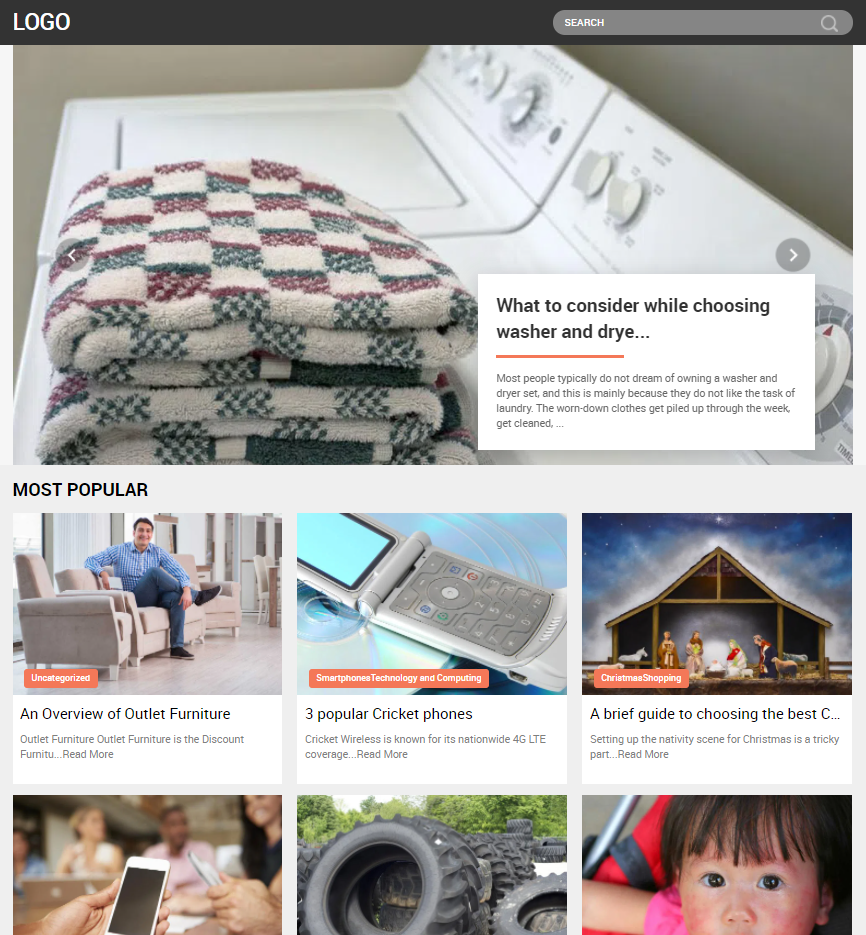 LOGO
SEARCH
What to consider while choosing
washer and drye...
Most people typically do not dream of owning a washer and
dryer set, and this is mainly because they do not like the task of
laundry. The worn-down clothes get piled up through the week,
get cleaned, ...
MOST POPULAR
Uncategorized
SmartphonesTechnology and Computing
ChristmasShopping
An Overview of Outlet Furniture
3 popular Cricket phones
A brief guide to choosing the best C...
Outlet Furniture Outlet Furniture is the Discount
Furnitu...Read More
Cricket Wireless is known for its nationwide 4G LTE
coverage...Read More
Setting up the nativity scene for Christmas is a tricky
part...Read More